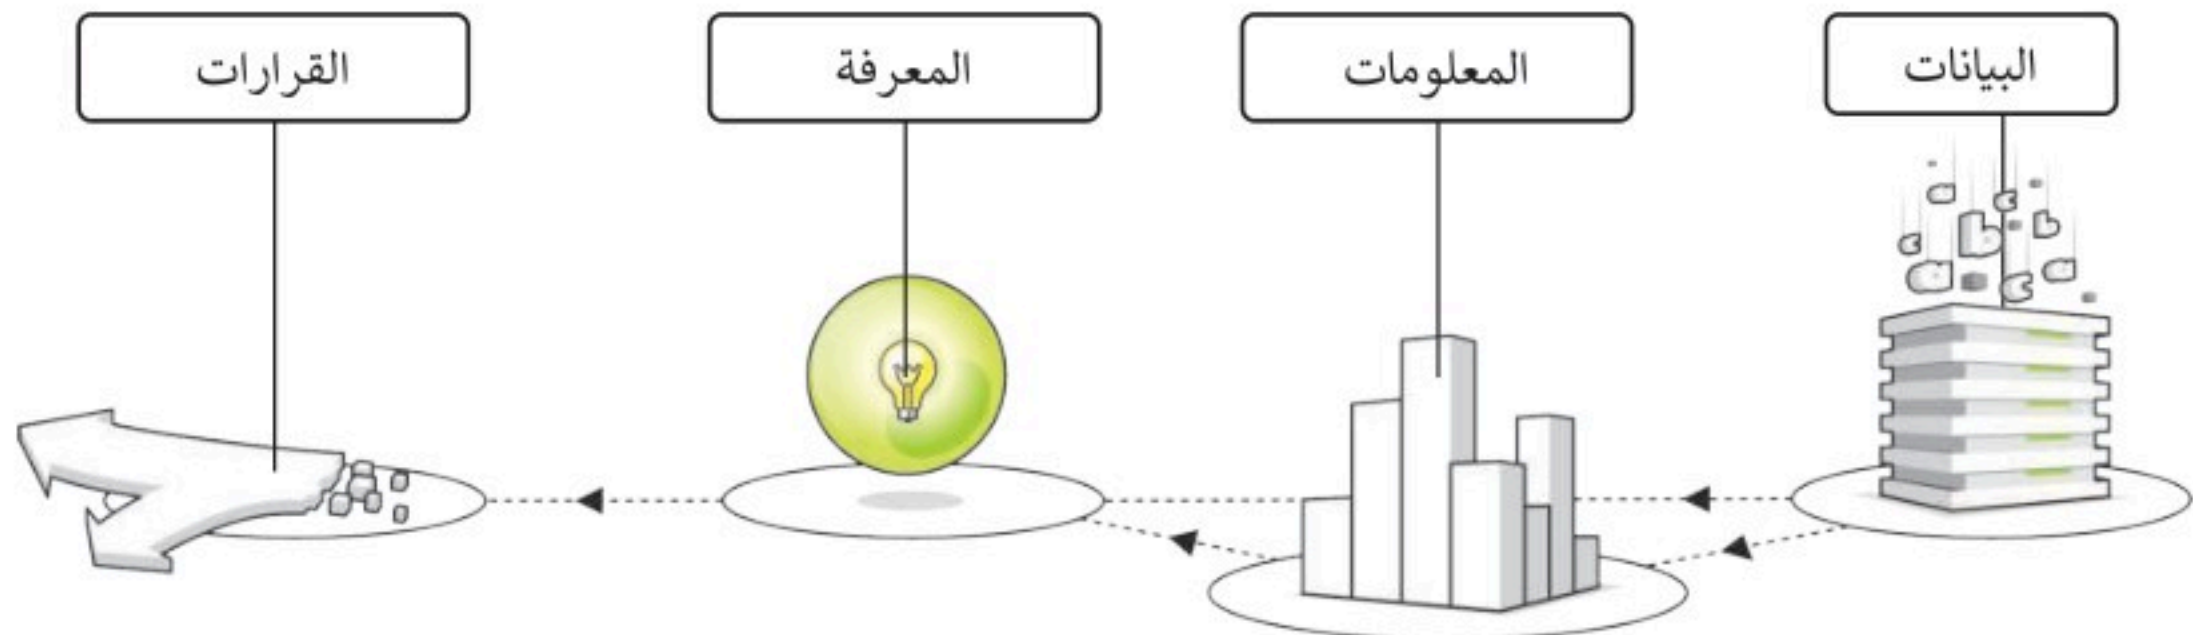 البيانات
المعلومات
المعرفة
القرارات